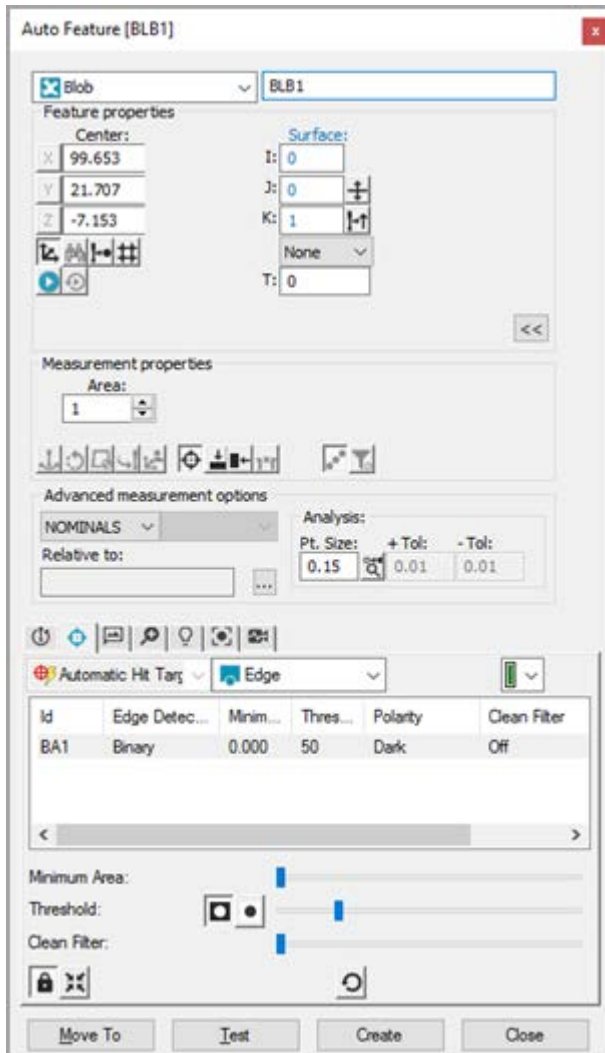 Auto Feature [BLB1]
x
Blob BLB1
Feature properties
Center: Surface:
X 99.653 I: 0
Y 21.707 J: 0
Z -7.153 K: 1
None
T: 0
<<
Measurement properties
Area:
1
Advanced measurement options
NOMINALS
Analysis:
Relative to:
Pt. Size: + Tol: - Tol:
0.15 0.01 0.01
...
Automatic Hit Targ Edge
Id Edge Detec... Minim... Thres... Polarity Clean Filter
BA1 Binary 0.000 50 Dark Off
< >
Minimum Area:
Threshold:
Clean Filter:
Move To Test Create Close